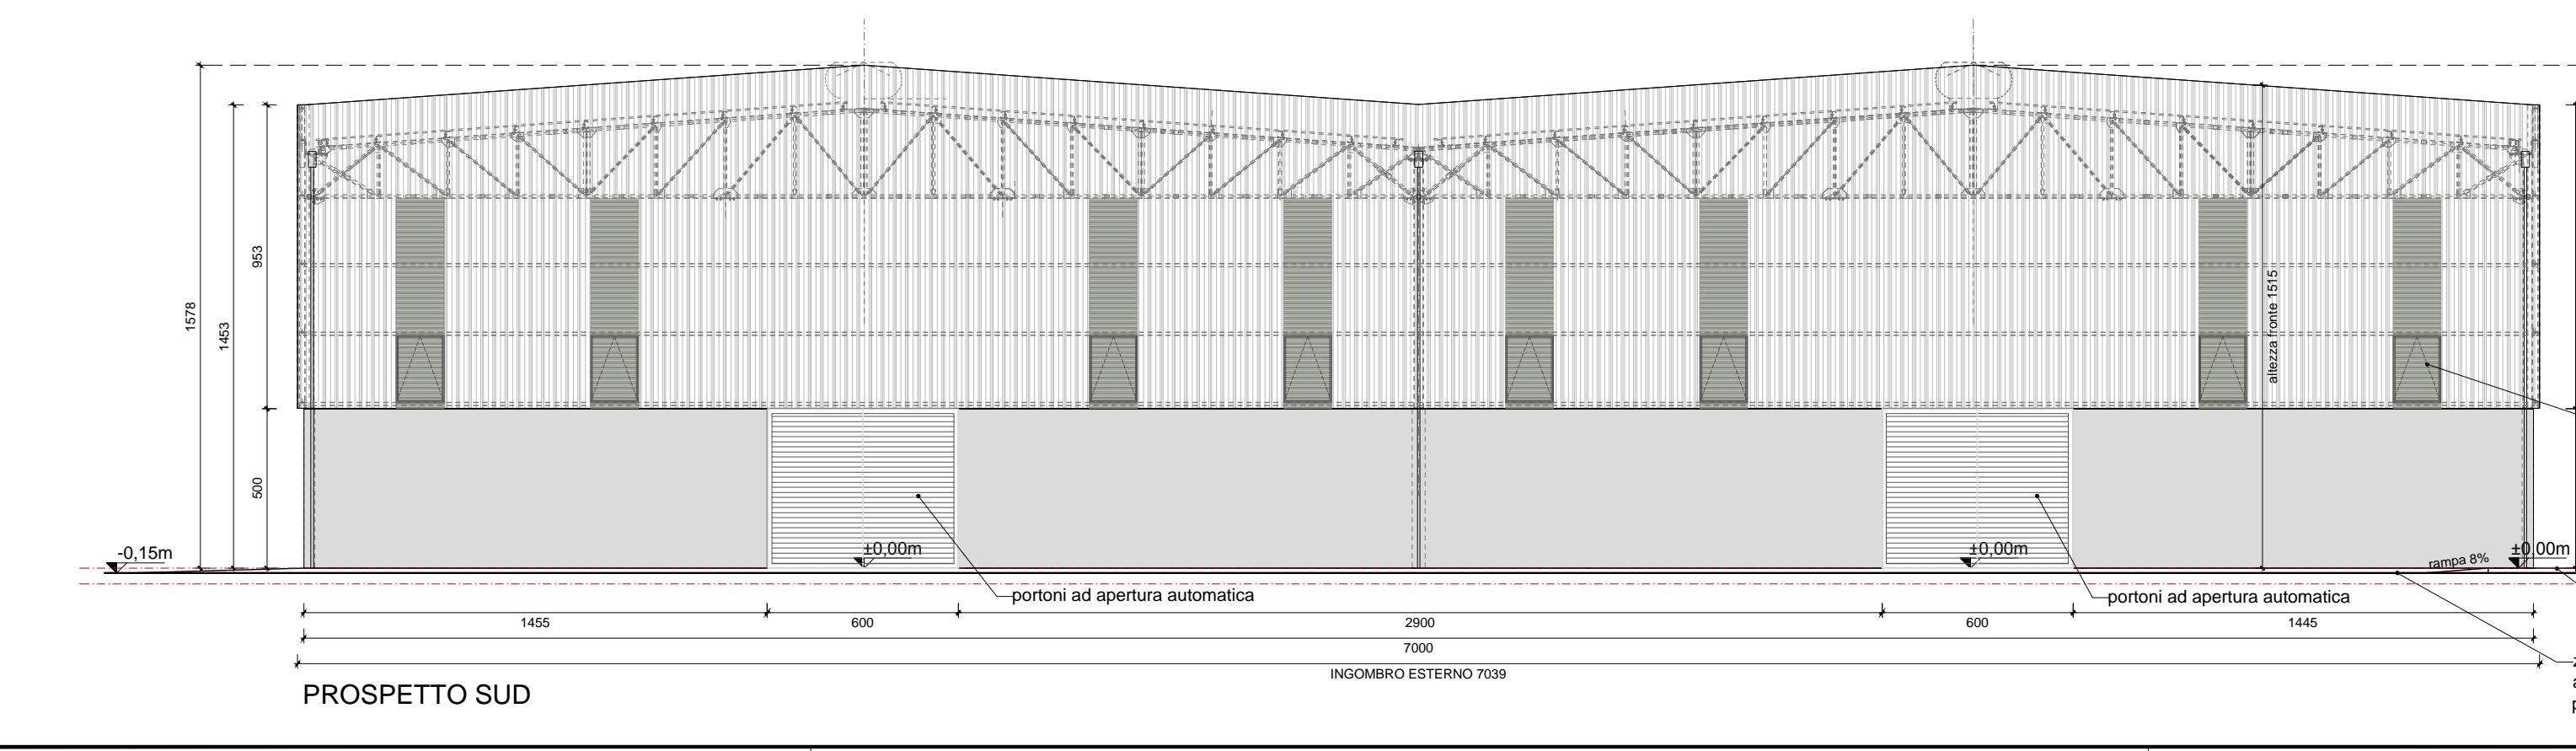 1578
1453
953
500
altezza fronte 1515
-0,15m
±0,00m
±0,00m
rampa 8%
±0,00m
portoni ad apertura automatica
portoni ad apertura automatica
1455
600
2900
600
1445
7000
INGOMBRO ESTERNO 7039
PROSPETTO SUD